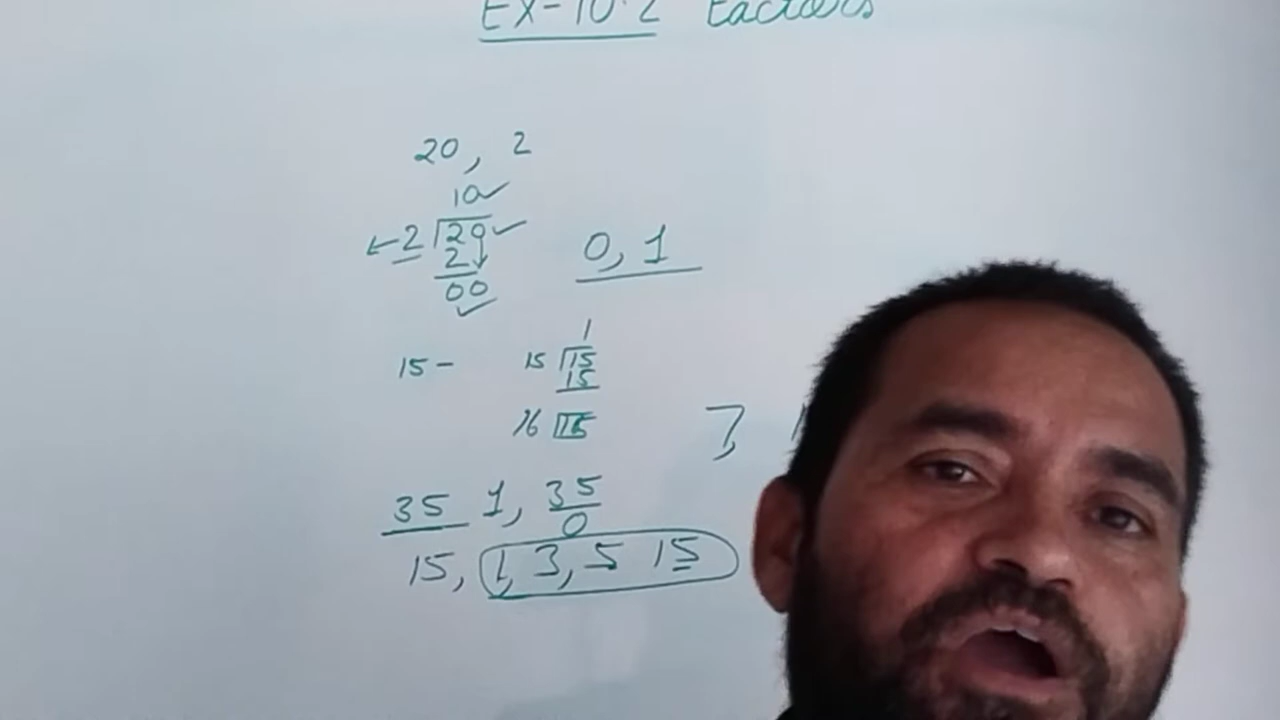 Ex-10.2 Factors
20, 2
10
2 20
2
00
0, 1
1
15 - 15 15
15
16 15
7,
35 1, 35
0
15, 1, 3, 5 15